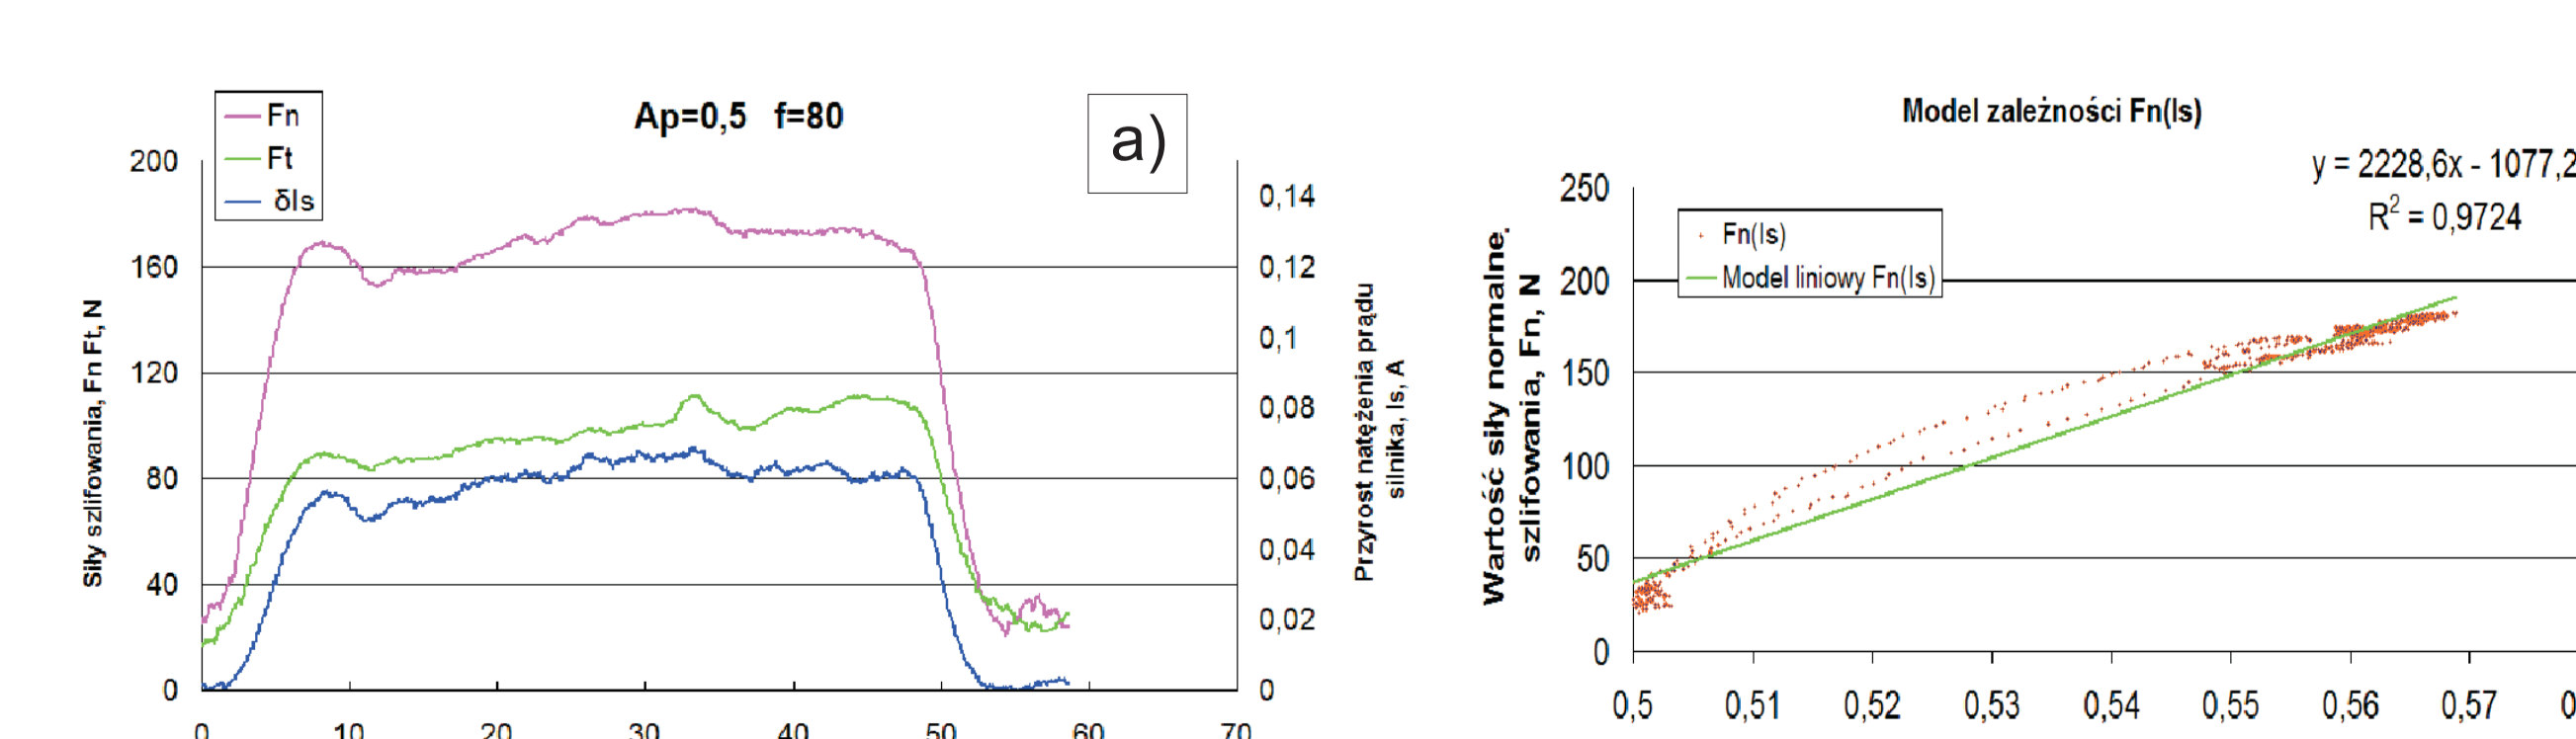 Ap=0,5 f=80
a)
Fn
Ft
δIs
200
160
120
80
40
0
Siły szlifowania, Fn Ft, N
0,14
0,12
0,1
0,08
0,06
0,04
0,02
0
Przyrost natężenia prądu
silnika, Is, A
0 10 20 30 40 50 60 70
Model zależności Fn(Is)
y = 2228,6x - 1077,2
R² = 0,9724
Fn(Is)
Model liniowy Fn(Is)
250
200
150
100
50
0
Wartość siły normalne.
szlifowania, Fn, N
0,5 0,51 0,52 0,53 0,54 0,55 0,56 0,57